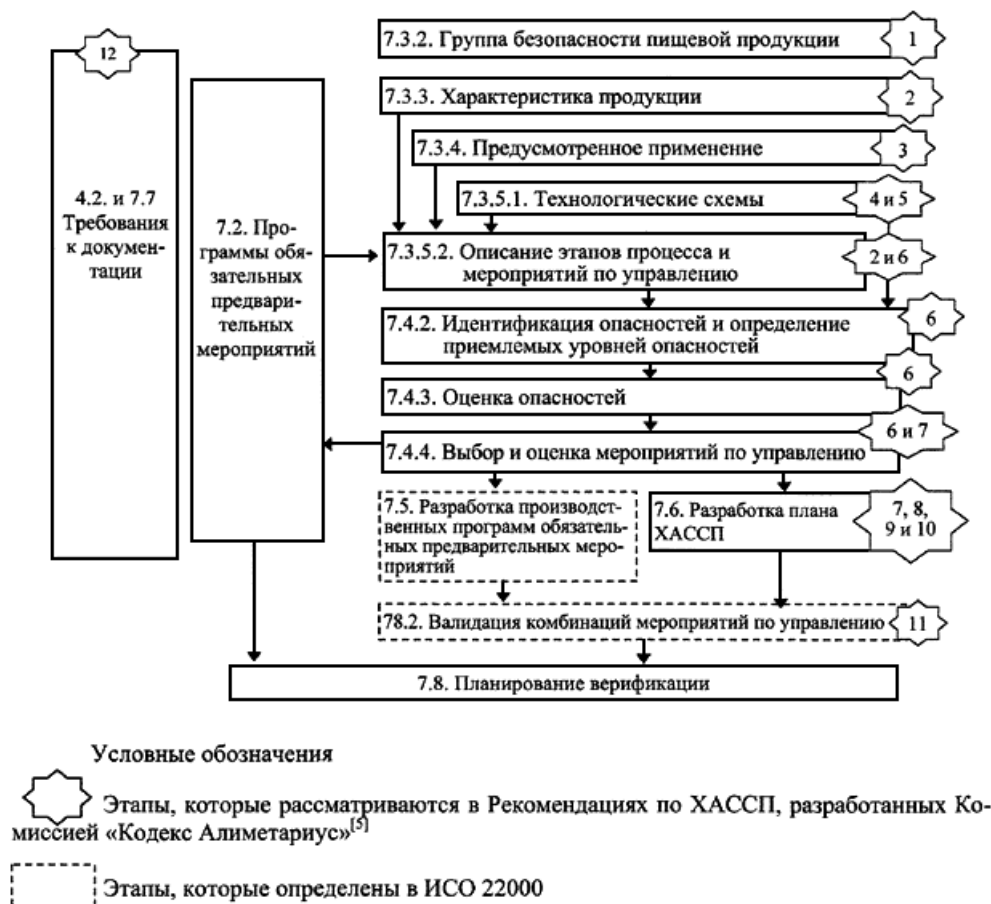 12
4.2. и 7.7
Требования
к докумен-
тации
7.2. Про-
граммы обя-
зательных
предвари-
тельных
мероприятий
7.3.2. Группа безопасности пищевой продукции
1
7.3.3. Характеристика продукции
2
7.3.4. Предусмотренное применение
3
7.3.5.1. Технологические схемы
4 и 5
7.3.5.2. Описание этапов процесса и
мероприятий по управлению
2 и 6
7.4.2. Идентификация опасностей и определение
приемлемых уровней опасностей
6
7.4.3. Оценка опасностей
6
7.4.4. Выбор и оценка мероприятий по управлению
6 и 7
7.5. Разработка производст-
венных программ обязатель-
ных предварительных меро-
приятий
7.6. Разработка плана
ХАССП
7, 8,
9 и 10
78.2. Валидация комбинаций мероприятий по управлению
11
7.8. Планирование верификации
Условные обозначения
Этапы, которые рассматриваются в Рекомендациях по ХАССП, разработанных Ко-
миссией «Кодекс Алиметариус»[5]
Этапы, которые определены в ИСО 22000